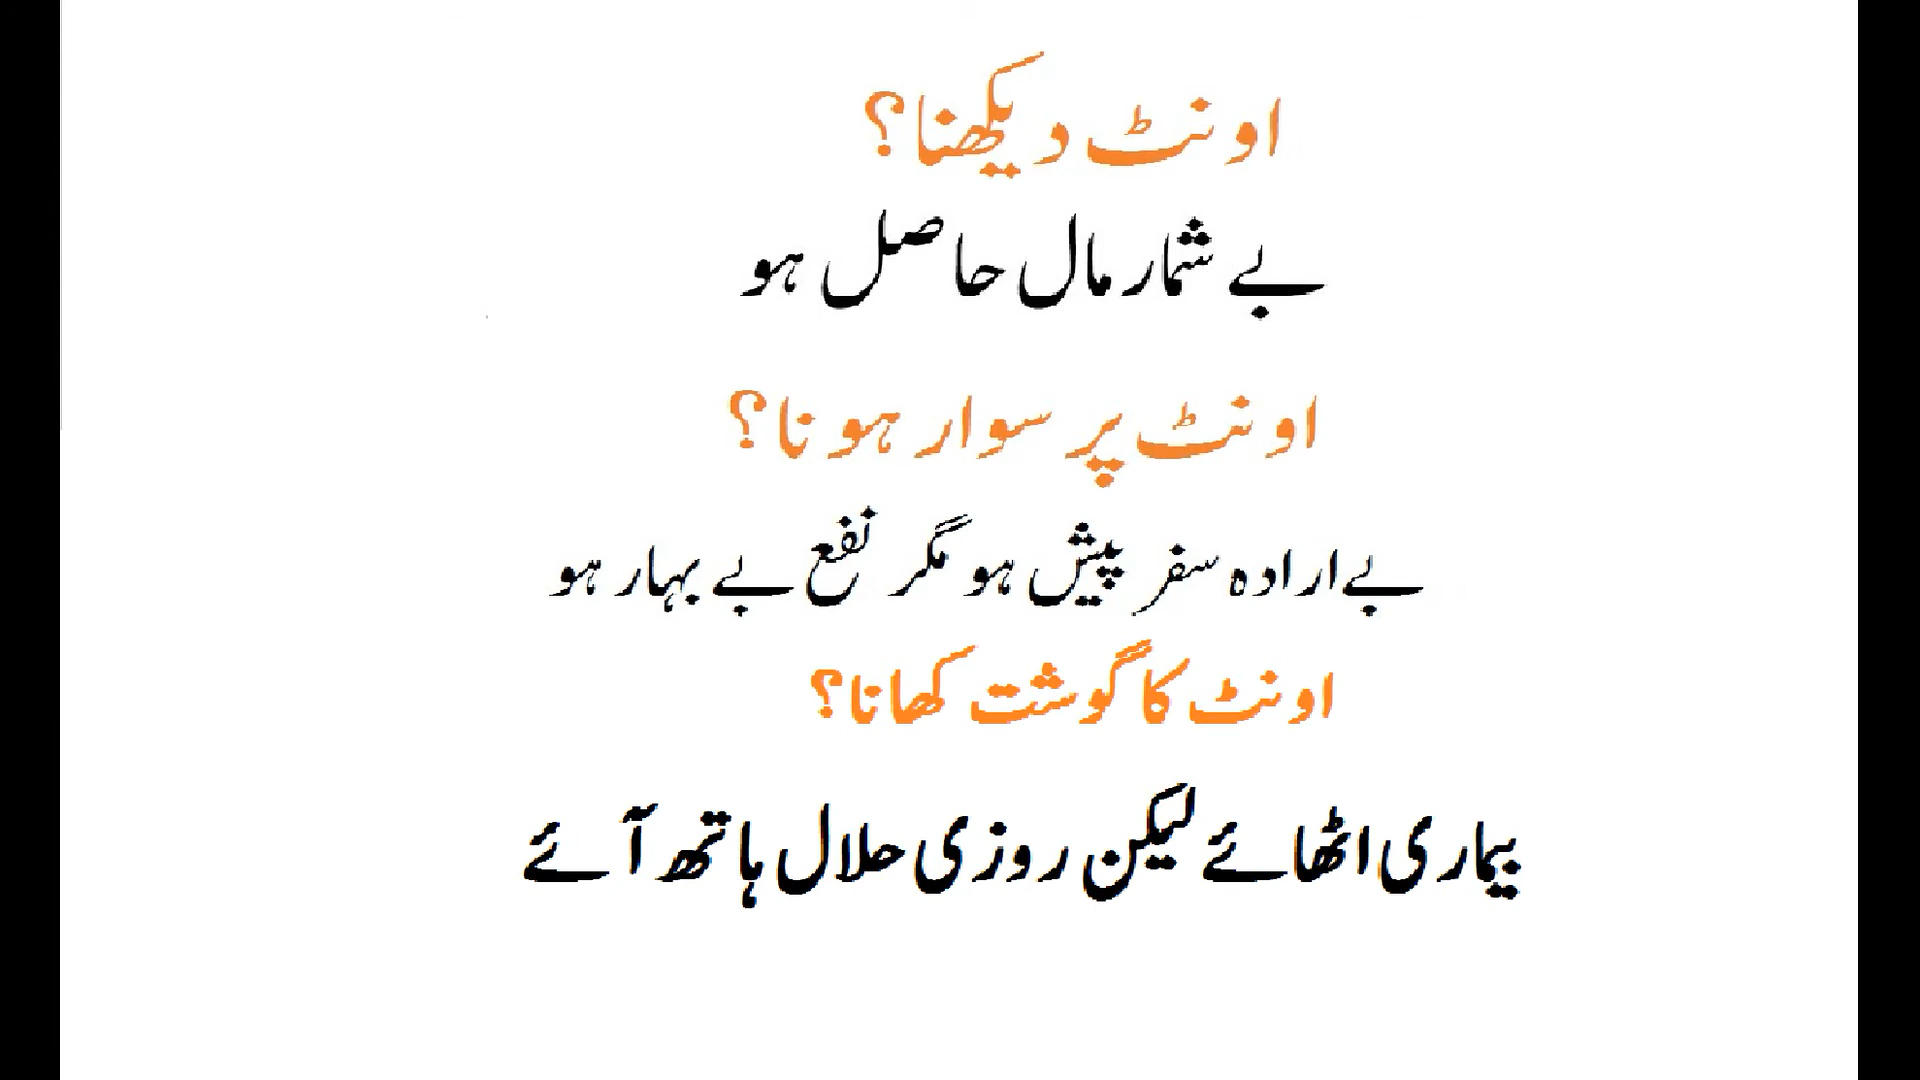 اونٹ دیکھنا؟
بے شمار مال حاصل ہو
اونٹ پر سوار ہونا؟
بے ارادہ سفر پیش ہو مگر نفع بے بہار ہو
اونٹ کا گوشت کھانا؟
بیماری اٹھائے لیکن روزی حلال ہاتھ آئے